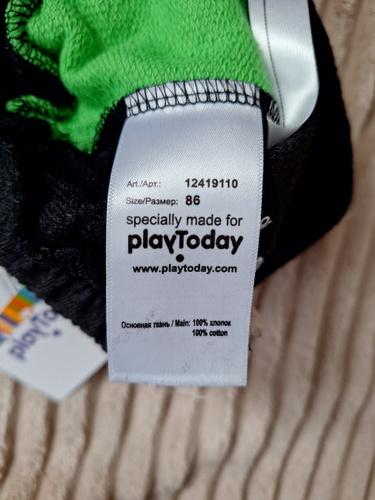 Art./Арт.: 12419110
Size/Размер: 86
specially made for
playToday
www.playtoday.com
Основная ткань / Main: 100% хлопок
100% cotton
playToday